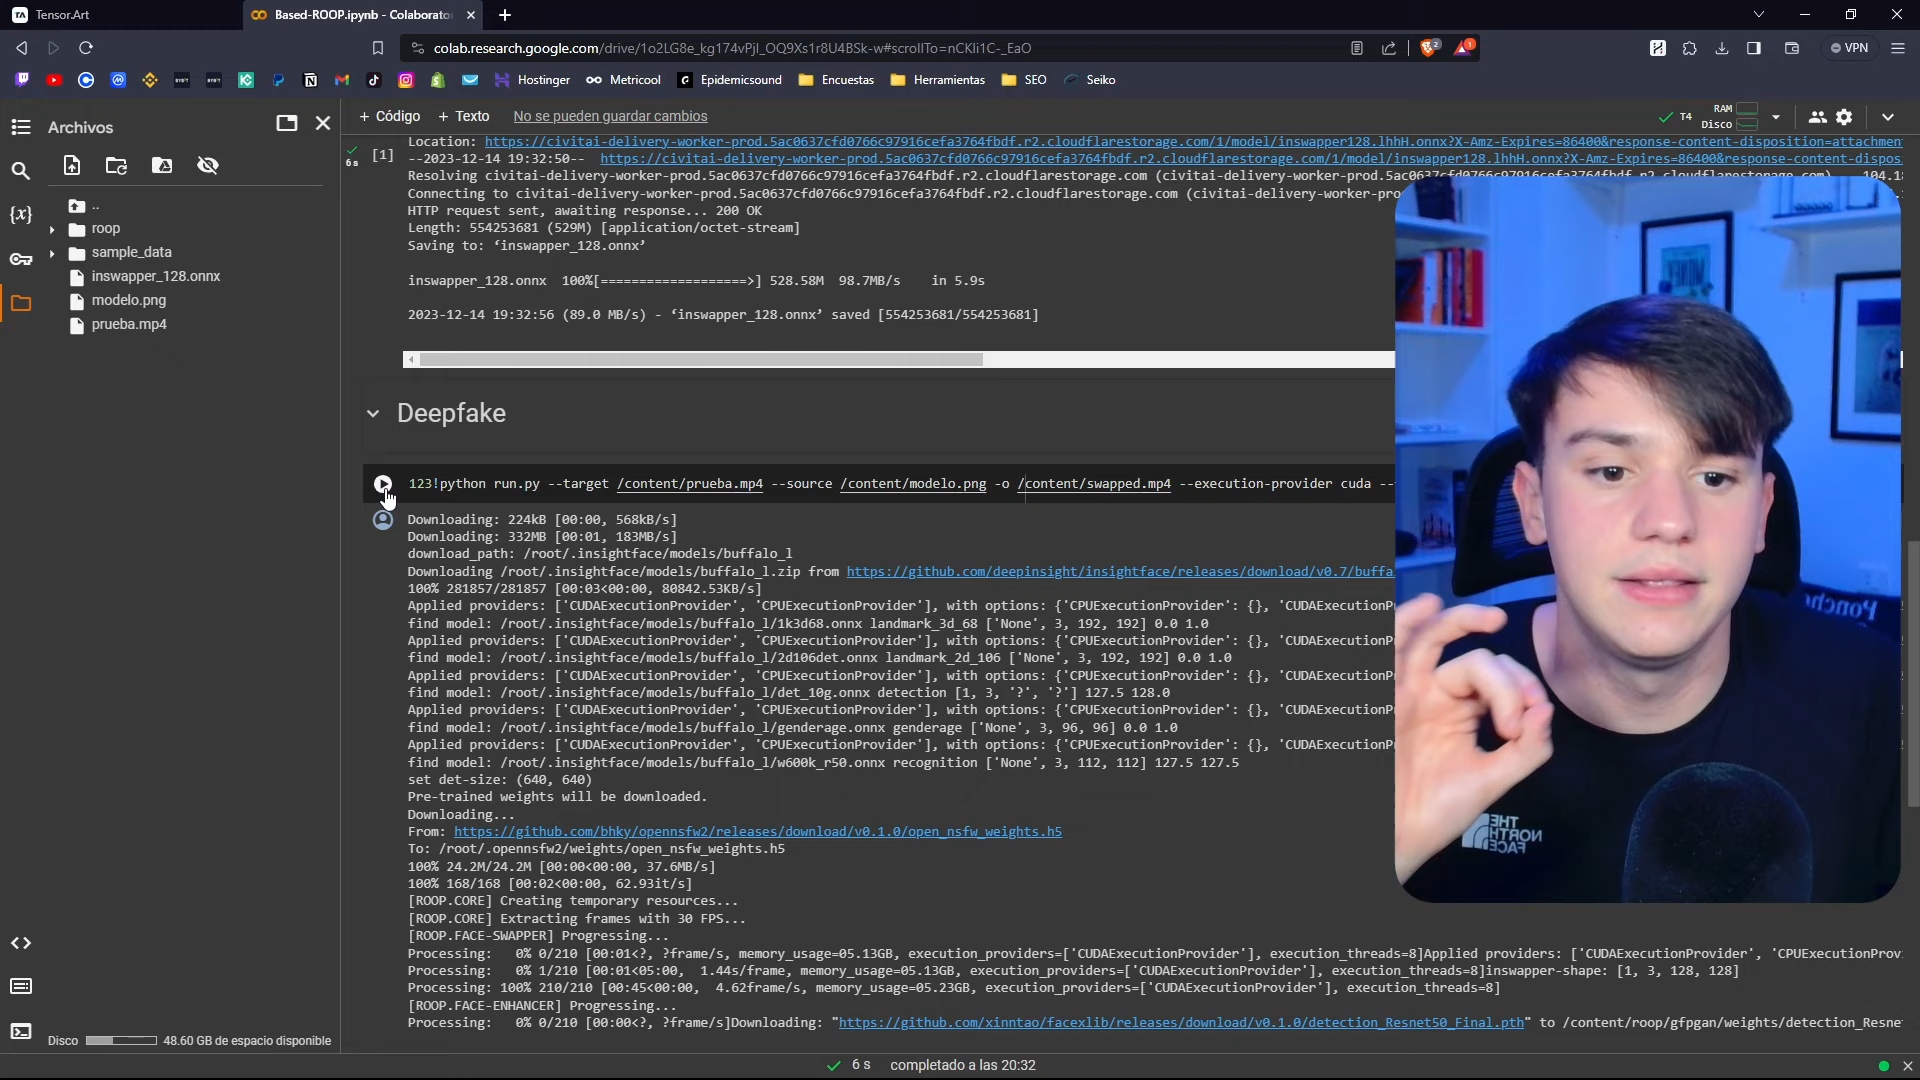 Tensor.Art
Based-ROOP.ipynb - Colaborator
colab.research.google.com/drive/1o2LG8e_kg174vPjI_OQ9Xs1r8U4BSk-w#scrollTo=nCKli1C-_EaO
VPN
Hostinger
Metricool
Epidemicsound
Encuestas
Herramientas
SEO
Seiko
Archivos
+ Código
+ Texto
No se pueden guardar cambios
T4
RAM
Disco
..
roop
sample_data
inswapper_128.onnx
modelo.png
prueba.mp4
6 s
[1]
Location: https://civitai-delivery-worker-prod.5ac0637cfd0766c97916cefa3764fbdf.r2.cloudflarestorage.com/1/model/inswapper128.lhhH.onnx?X-Amz-Expires=86400&response-content-disposition=attachmen
--2023-12-14 19:32:50-- https://civitai-delivery-worker-prod.5ac0637cfd0766c97916cefa3764fbdf.r2.cloudflarestorage.com/1/model/inswapper128.lhhH.onnx?X-Amz-Expires=86400&response-content-dispos
Resolving civitai-delivery-worker-prod.5ac0637cfd0766c97916cefa3764fbdf.r2.cloudflarestorage.com (civitai-delivery-worker-prod.5ac0637cfd0766c97916cefa3764fbdf.r2.cloudflarestorage.com)... 104.18
Connecting to civitai-delivery-worker-prod.5ac0637cfd0766c97916cefa3764fbdf.r2.cloudflarestorage.com (civitai-delivery-worker-pro
HTTP request sent, awaiting response... 200 OK
Length: 554253681 (529M) [application/octet-stream]
Saving to: ‘inswapper_128.onnx’
inswapper_128.onnx 100%[===================>] 528.58M 98.7MB/s in 5.9s
2023-12-14 19:32:56 (89.0 MB/s) - ‘inswapper_128.onnx’ saved [554253681/554253681]
Deepfake
123!python run.py --target /content/prueba.mp4 --source /content/modelo.png -o /content/swapped.mp4 --execution-provider cuda --
Downloading: 224kB [00:00, 568kB/s]
Downloading: 332MB [00:01, 183MB/s]
download_path: /root/.insightface/models/buffalo_l
Downloading /root/.insightface/models/buffalo_l.zip from https://github.com/deepinsight/insightface/releases/download/v0.7/buffa
100% 281857/281857 [00:03<00:00, 80842.53KB/s]
Applied providers: ['CUDAExecutionProvider', 'CPUExecutionProvider'], with options: {'CPUExecutionProvider': {}, 'CUDAExecutionP
find model: /root/.insightface/models/buffalo_l/1k3d68.onnx landmark_3d_68 ['None', 3, 192, 192] 0.0 1.0
Applied providers: ['CUDAExecutionProvider', 'CPUExecutionProvider'], with options: {'CPUExecutionProvider': {}, 'CUDAExecutionP
find model: /root/.insightface/models/buffalo_l/2d106det.onnx landmark_2d_106 ['None', 3, 192, 192] 0.0 1.0
Applied providers: ['CUDAExecutionProvider', 'CPUExecutionProvider'], with options: {'CPUExecutionProvider': {}, 'CUDAExecutionP
find model: /root/.insightface/models/buffalo_l/det_10g.onnx detection [1, 3, '?', '?'] 127.5 128.0
Applied providers: ['CUDAExecutionProvider', 'CPUExecutionProvider'], with options: {'CPUExecutionProvider': {}, 'CUDAExecutionP
find model: /root/.insightface/models/buffalo_l/genderage.onnx genderage ['None', 3, 96, 96] 0.0 1.0
Applied providers: ['CUDAExecutionProvider', 'CPUExecutionProvider'], with options: {'CPUExecutionProvider': {}, 'CUDAExecutionP
find model: /root/.insightface/models/buffalo_l/w600k_r50.onnx recognition ['None', 3, 112, 112] 127.5 127.5
set det-size: (640, 640)
Pre-trained weights will be downloaded.
Downloading...
From: https://github.com/bhky/opennsfw2/releases/download/v0.1.0/open_nsfw_weights.h5
To: /root/.opennsfw2/weights/open_nsfw_weights.h5
100% 24.2M/24.2M [00:00<00:00, 37.6MB/s]
100% 168/168 [00:02<00:00, 62.93it/s]
[ROOP.CORE] Creating temporary resources...
[ROOP.CORE] Extracting frames with 30 FPS...
[ROOP.FACE-SWAPPER] Progressing...
Processing: 0% 0/210 [00:01<?, ?frame/s, memory_usage=05.13GB, execution_providers=['CUDAExecutionProvider'], execution_threads=8]Applied providers: ['CUDAExecutionProvider', 'CPUExecutionProv
Processing: 0% 1/210 [00:01<05:00, 1.44s/frame, memory_usage=05.13GB, execution_providers=['CUDAExecutionProvider'], execution_threads=8]inswapper-shape: [1, 3, 128, 128]
Processing: 100% 210/210 [00:45<00:00, 4.62frame/s, memory_usage=05.23GB, execution_providers=['CUDAExecutionProvider'], execution_threads=8]
[ROOP.FACE-ENHANCER] Progressing...
Processing: 0% 0/210 [00:00<?, ?frame/s]Downloading: "https://github.com/xinntao/facexlib/releases/download/v0.1.0/detection_Resnet50_Final.pth" to /content/roop/gfpgan/weights/detection_Resne
Poncho
THE
NORTH
FACE
Disco
48.60 GB de espacio disponible
6 s completado a las 20:32